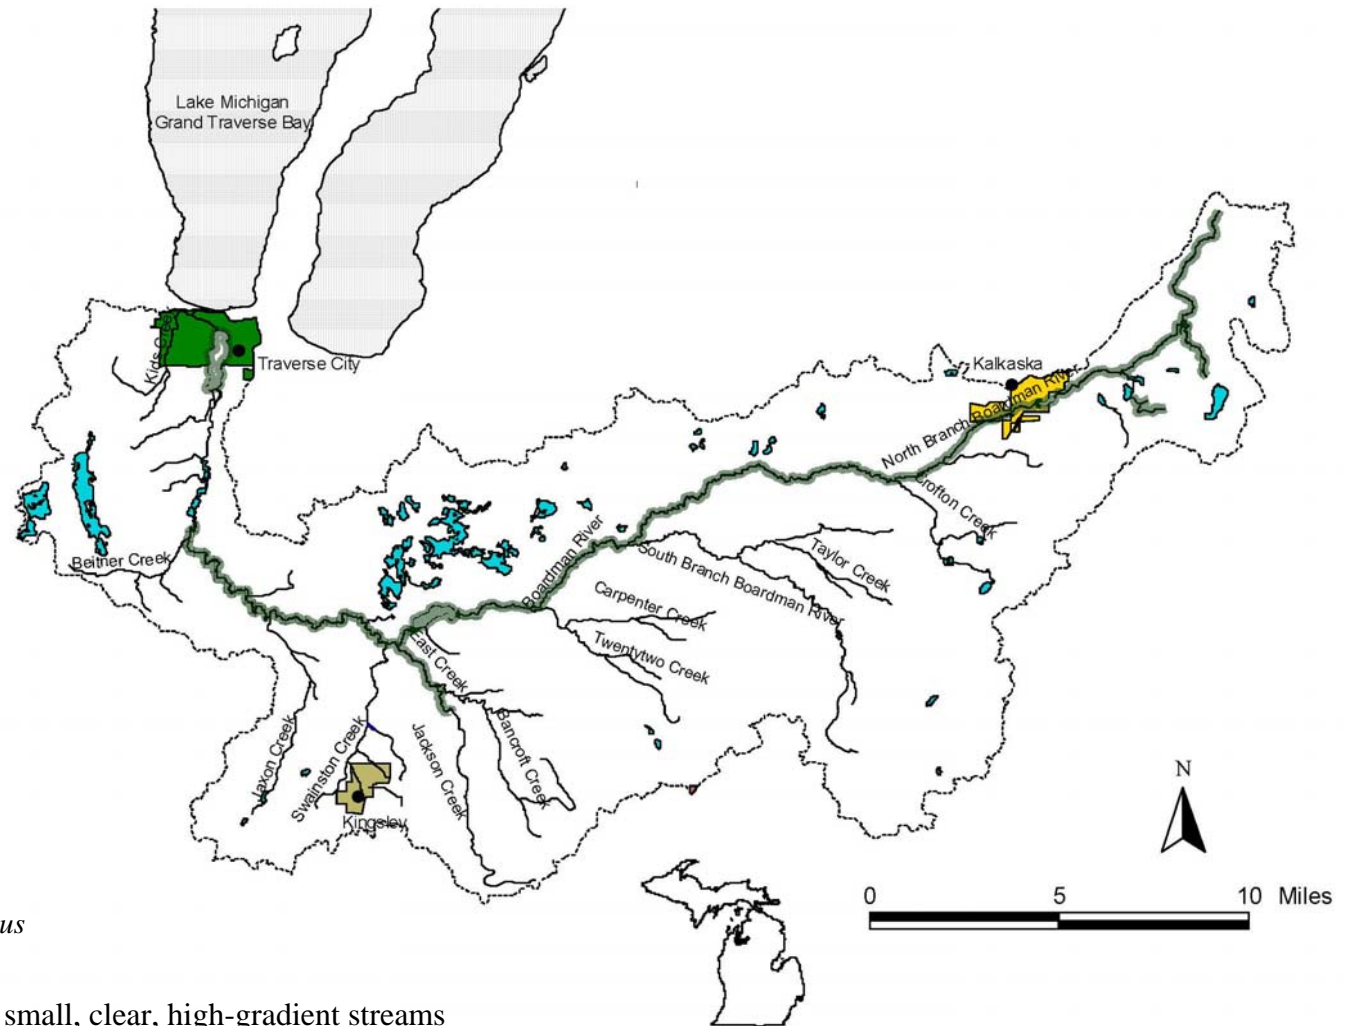 Lake Michigan
Grand Traverse Bay
Traverse City
Kalkaska
North Branch Boardman River
Crofton Creek
Beitner Creek
Boardman River
South Branch Boardman River
Taylor Creek
Carpenter Creek
Twentytwo Creek
East Creek
Jaxon Creek
Swainston Creek
Jackson Creek
Bancroft Creek
Kingsley
N
0 5 10 Miles
us
small, clear, high-gradient streams